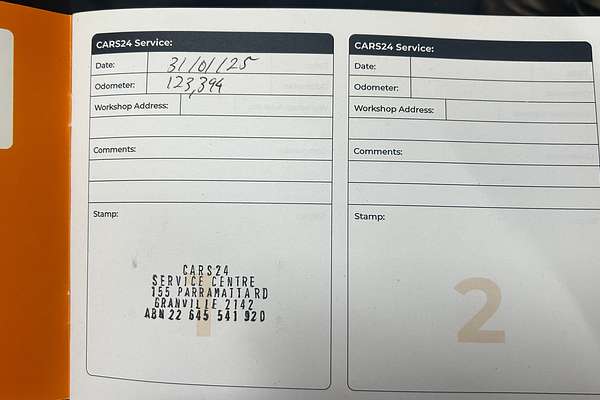 CARS24 Service:
Date: 31/01/25
Odometer: 123,394
Workshop Address:
Comments:
Stamp:
1
CARS24
SERVICE CENTRE
155 PARRAMATTA RD
GRANVILLE 2142
ABN 22 645 541 920
CARS24 Service:
Date:
Odometer:
Workshop Address:
Comments:
Stamp:
2